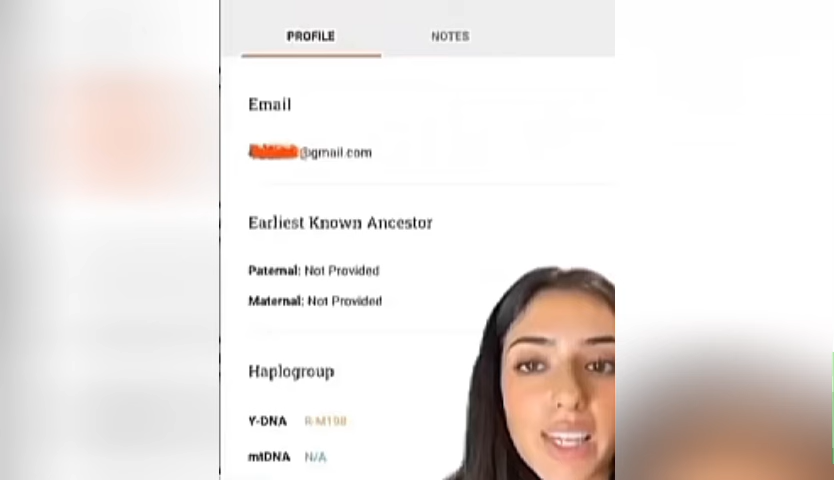 PROFILE NOTES
Email
@gmail.com
Earliest Known Ancestor
Paternal: Not Provided
Maternal: Not Provided
Haplogroup
Y-DNA R-M198
mtDNA N/A